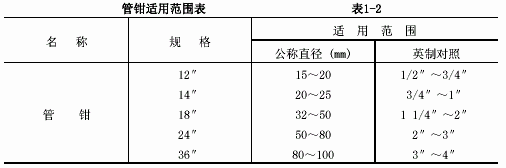 管钳适用范围表 表1-2
名 称 规 格 适 用 范 围
公称直径 (mm) 英制对照
管 钳 12″ 15～20 1/2″～3/4″
14″ 20～25 3/4″～1″
18″ 32～50 1 1/4″～2″
24″ 50～80 2″～3″
36″ 80～100 3″～4″